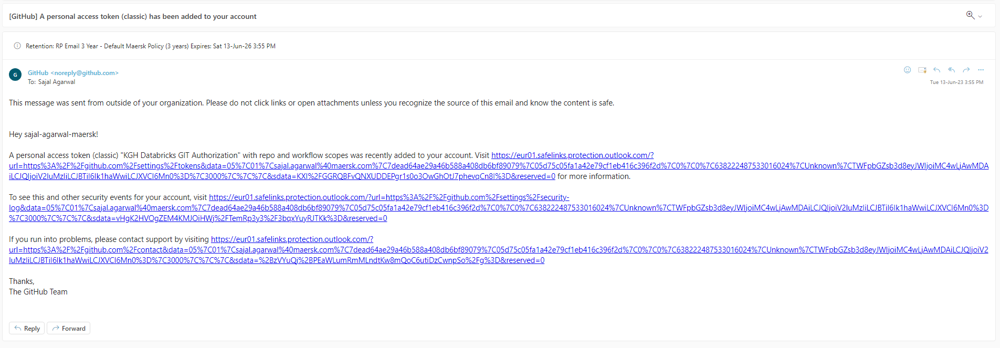 [GitHub] A personal access token (classic) has been added to your account
Retention: RP Email 3 Year - Default Maersk Policy (3 years) Expires: Sat 13-Jun-26 3:55 PM
G
GitHub <noreply@github.com>
To: Sajal Agarwal
Tue 13-Jun-23 3:55 PM
This message was sent from outside of your organization. Please do not click links or open attachments unless you recognize the source of this email and know the content is safe.
Hey sajal-agarwal-maersk!
A personal access token (classic) "KGH Databricks GIT Authorization" with repo and workflow scopes was recently added to your account. Visit https://eur01.safelinks.protection.outlook.com/?
url=https%3A%2F%2Fgithub.com%2Fsettings%2Ftokens&data=05%7C01%7Csajal.agarwal%40maersk.com%7C7dead64ae29a46b588a408db6bf89079%7C05d75c05fa1a42e79cf1eb416c396f2d%7C0%7C0%7C638222487533016024%7CUnknown%7CTWFpbGZsb3d8eyJWIjoiMC4wLjAwMDA
iLCJQIjoiV2luMzIiLCJBTiI6Ik1haWwiLCJXVCI6Mn0%3D%7C3000%7C%7C%7C&sdata=KXI%2FGGRQBFvQNXUDDEPgr1s0o3OwGhOtJ7phevqCn8I%3D&reserved=0 for more information.
To see this and other security events for your account, visit https://eur01.safelinks.protection.outlook.com/?url=https%3A%2F%2Fgithub.com%2Fsettings%2Fsecurity-
log&data=05%7C01%7Csajal.agarwal%40maersk.com%7C7dead64ae29a46b588a408db6bf89079%7C05d75c05fa1a42e79cf1eb416c396f2d%7C0%7C0%7C638222487533016024%7CUnknown%7CTWFpbGZsb3d8eyJWIjoiMC4wLjAwMDAiLCJQIjoiV2luMzIiLCJBTiI6Ik1haWwiLCJXVCI6Mn0%3D
%7C3000%7C%7C%7C&sdata=vHgK2HVOgZEM4KMJOiHWj%2FTemRp3y3%2F3bqxYuyRJTKk%3D&reserved=0
If you run into problems, please contact support by visiting https://eur01.safelinks.protection.outlook.com/?
url=https%3A%2F%2Fgithub.com%2Fcontact&data=05%7C01%7Csajal.agarwal%40maersk.com%7C7dead64ae29a46b588a408db6bf89079%7C05d75c05fa1a42e79cf1eb416c396f2d%7C0%7C0%7C638222487533016024%7CUnknown%7CTWFpbGZsb3d8eyJWIjoiMC4wLjAwMDAiLCJQIjoiV2
luMzIiLCJBTiI6Ik1haWwiLCJXVCI6Mn0%3D%7C3000%7C%7C%7C&sdata=%2BzVYuQj%2BPEaWLumRmMLndtKw8mQoC6utiDzCwnpSo%2Fg%3D&reserved=0
Thanks,
The GitHub Team
Reply Forward